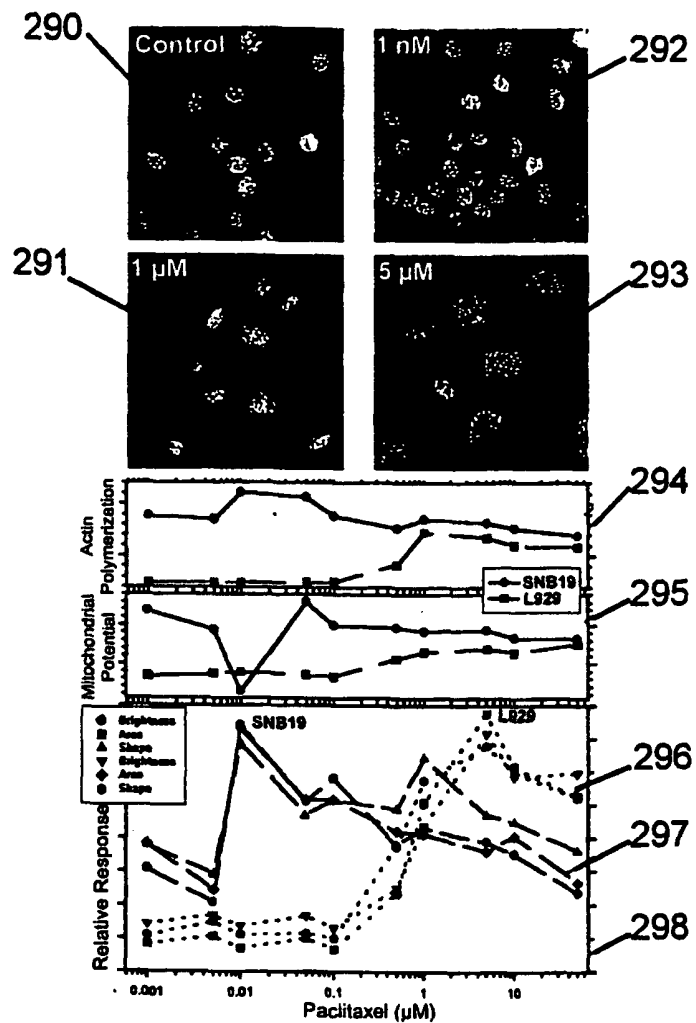 290
Control
1 nM
292
291
1 µM
5 µM
293
Actin
Polymerization
294
SNB19
L929
Mitochondrial
Potential
295
Brightness
Area
Shape
Brightness
Area
Shape
SNB19
L929
296
Relative Response
297
298
0.001
0.01
0.1
1
10
Paclitaxel (µM)